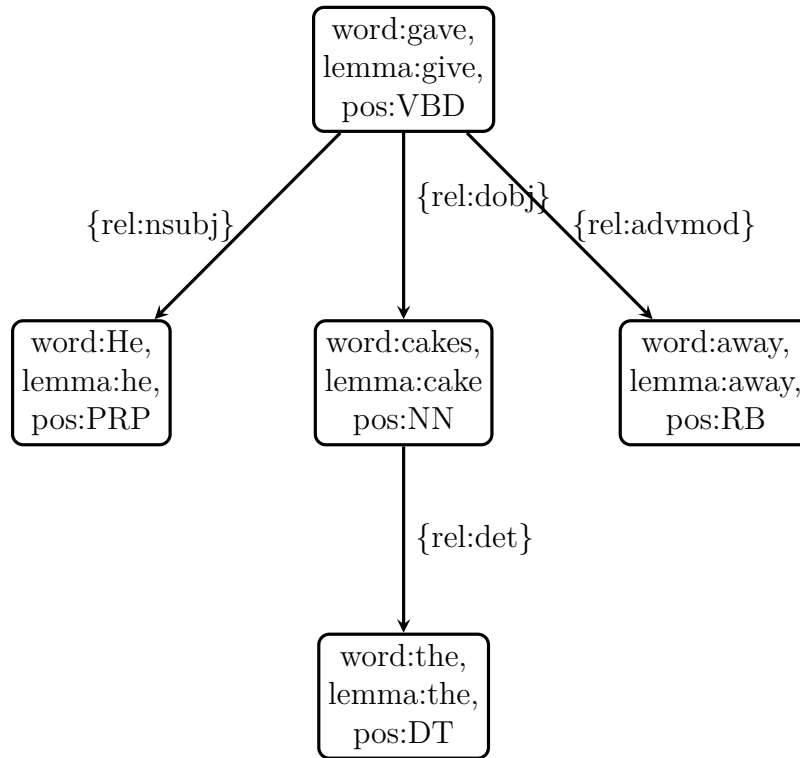 word:gave,
lemma:give,
pos:VBD
{rel:dobj}
{rel:nsubj}
{rel:advmod}
word:He,
lemma:he,
pos:PRP
word:cakes,
lemma:cake
pos:NN
word:away,
lemma:away,
pos:RB
{rel:det}
word:the,
lemma:the,
pos:DT